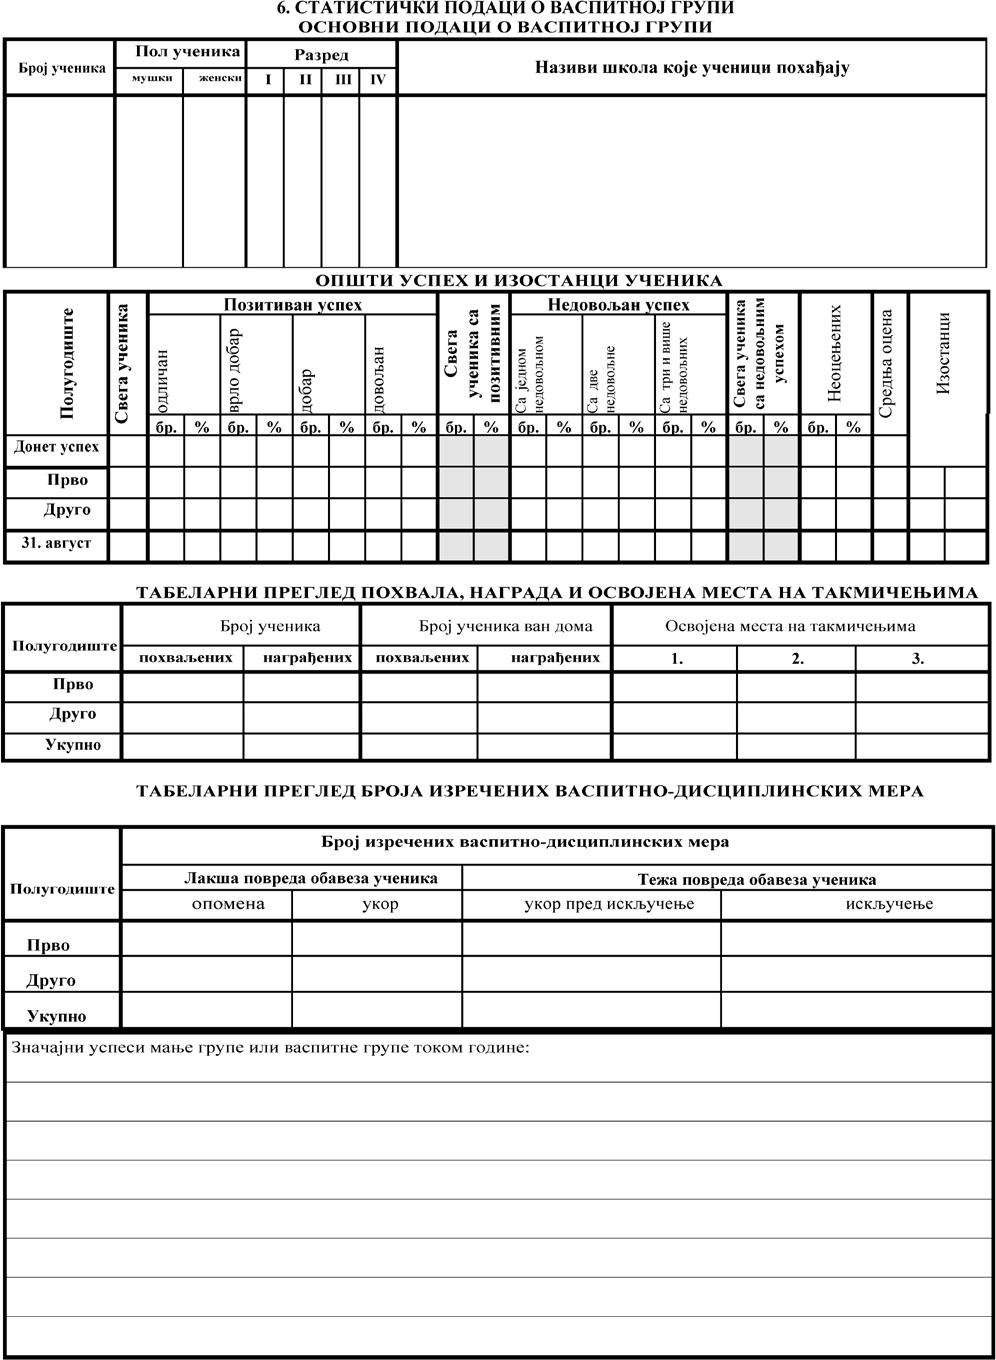 6. СТАТИСТИЧКИ ПОДАЦИ О ВАСПИТНОЈ ГРУПИ
ОСНОВНИ ПОДАЦИ О ВАСПИТНОЈ ГРУПИ
Број ученика
Пол ученика
Разред
Називи школа које ученици похађају
мушки
женски
I
II
III
IV
ОПШТИ УСПЕХ И ИЗОСТАНЦИ УЧЕНИКА
Полугодиште
Свега ученика
Позитиван успех
одличан
врло добар
добар
довољан
Свега
ученика са
позитивним
Недовољан успех
Са једном
недовољном
Са две
недовољне
Са три и више
недовољних
Свега ученика
са недовољним
успехом
Неоцењених
Средња оцена
Изостанци
бр. % бр. % бр. % бр. % бр. % бр. % бр. % бр. % бр. % бр. %
Донет успех
Прво
Друго
31. август
ТАБЕЛАРНИ ПРЕГЛЕД ПОХВАЛА, НАГРАДА И ОСВОЈЕНА МЕСТА НА ТАКМИЧЕЊИМА
Полугодиште
Број ученика
Број ученика ван дома
Освојена места на такмичењима
похваљених
награђених
похваљених
награђених
1.
2.
3.
Прво
Друго
Укупно
ТАБЕЛАРНИ ПРЕГЛЕД БРОЈА ИЗРЕЧЕНИХ ВАСПИТНО-ДИСЦИПЛИНСКИХ МЕРА
Полугодиште
Број изречених васпитно-дисциплинских мера
Лакша повреда обавеза ученика
Тежа повреда обавеза ученика
опомена
укор
укор пред искључење
искључење
Прво
Друго
Укупно
Значајни успеси мање групе или васпитне групе током године: